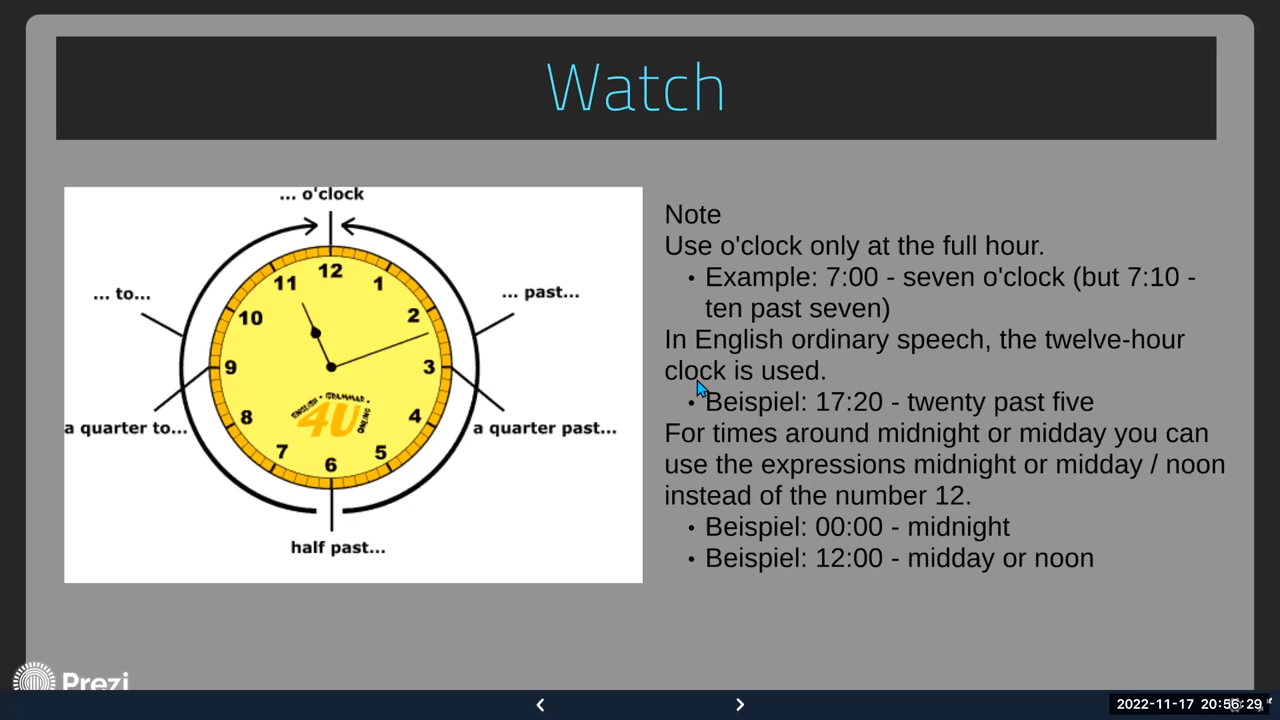 Watch
... o'clock
... to...
... past...
12
11
1
10
2
9
3
8
4
7
5
6
ENGLISH • GRAMMAR •
4U
ONLINE
a quarter to...
a quarter past...
half past...
Note
Use o'clock only at the full hour.
• Example: 7:00 - seven o'clock (but 7:10 -
ten past seven)
In English ordinary speech, the twelve-hour
clock is used.
• Beispiel: 17:20 - twenty past five
For times around midnight or midday you can
use the expressions midnight or midday / noon
instead of the number 12.
• Beispiel: 00:00 - midnight
• Beispiel: 12:00 - midday or noon
Prezi
2022-11-17 20:56:29